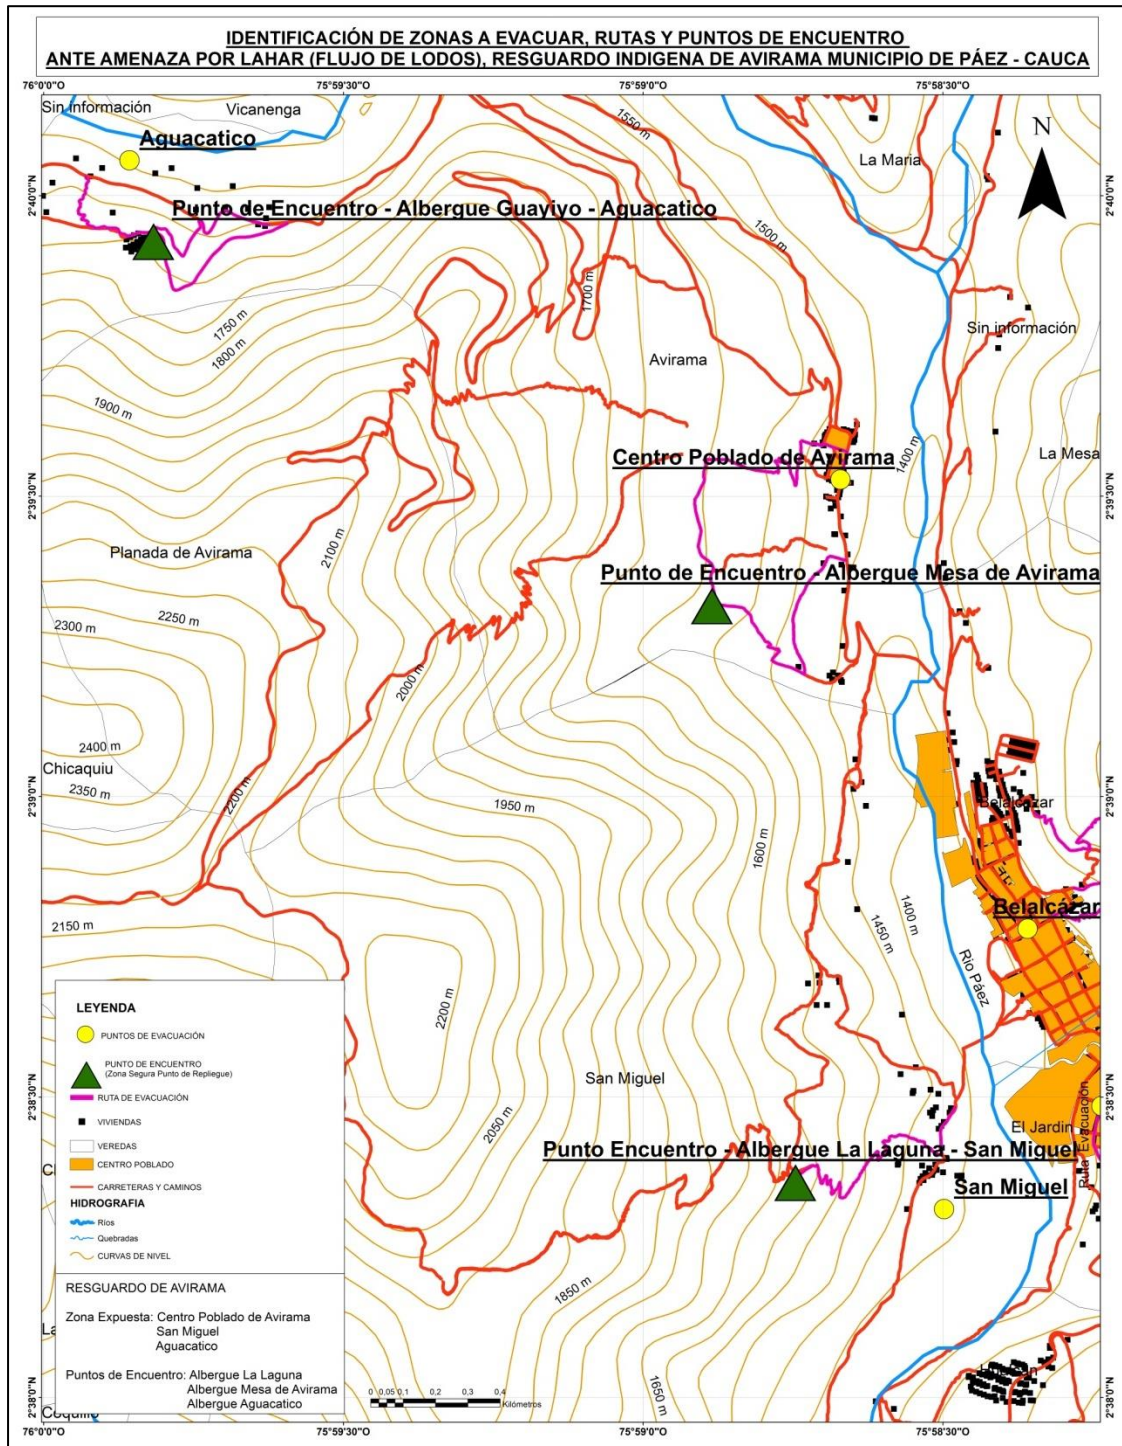 IDENTIFICACIÓN DE ZONAS A EVACUAR, RUTAS Y PUNTOS DE ENCUENTRO
ANTE AMENAZA POR LAHAR (FLUJO DE LODOS), RESGUARDO INDIGENA DE AVIRAMA MUNICIPIO DE PÁEZ - CAUCA
76°0'0"W
75°59'30"W
75°59'0"W
75°58'30"W
Sin información
Vicanenga
1550 m
Aguacatico
La Maria
N
2°40'0"N
2°40'0"N
Punto de Encuentro - Albergue Guayiyo - Aguacatico
1500 m
1700 m
1750 m
Sin información
1800 m
Avirama
1900 m
Centro Poblado de Avirama
1400 m
La Mesa
2°39'30"N
2°39'30"N
2100 m
Planada de Avirama
Punto de Encuentro - Albergue Mesa de Avirama
2250 m
2300 m
2000 m
2400 m
Chicaquiu
2350 m
2200 m
1950 m
Belalcázar
2°39'0"N
2°39'0"N
1600 m
Belalcázar
1400 m
2150 m
1450 m
Rio Páez
2200 m
LEYENDA
PUNTOS DE EVACUACIÓN
PUNTO DE ENCUENTRO
(Zona Segura Punto de Repliegue)
RUTA DE EVACUACIÓN
VIVIENDAS
VEREDAS
CENTRO POBLADO
CARRETERAS Y CAMINOS
HIDROGRAFIA
Ríos
Quebradas
CURVAS DE NIVEL
San Miguel
2°38'30"N
2°38'30"N
2050 m
El Jardin
Ruta Evacuación
Punto Encuentro - Albergue La Laguna - San Miguel
San Miguel
1850 m
RESGUARDO DE AVIRAMA
Zona Expuesta: Centro Poblado de Avirama
San Miguel
Aguacatico
Puntos de Encuentro: Albergue La Laguna
Albergue Mesa de Avirama
Albergue Aguacatico
1650 m
0 0,05 0,1 0,2 0,3 0,4
Kilómetros
2°38'0"N
2°38'0"N
76°0'0"W
75°59'30"W
75°59'0"W
75°58'30"W